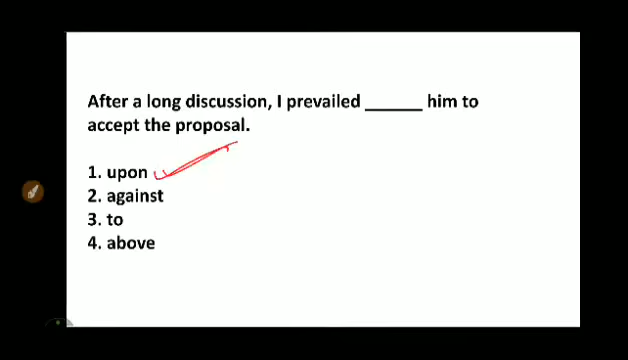 After a long discussion, I prevailed ______ him to
accept the proposal.
1. upon
2. against
3. to
4. above